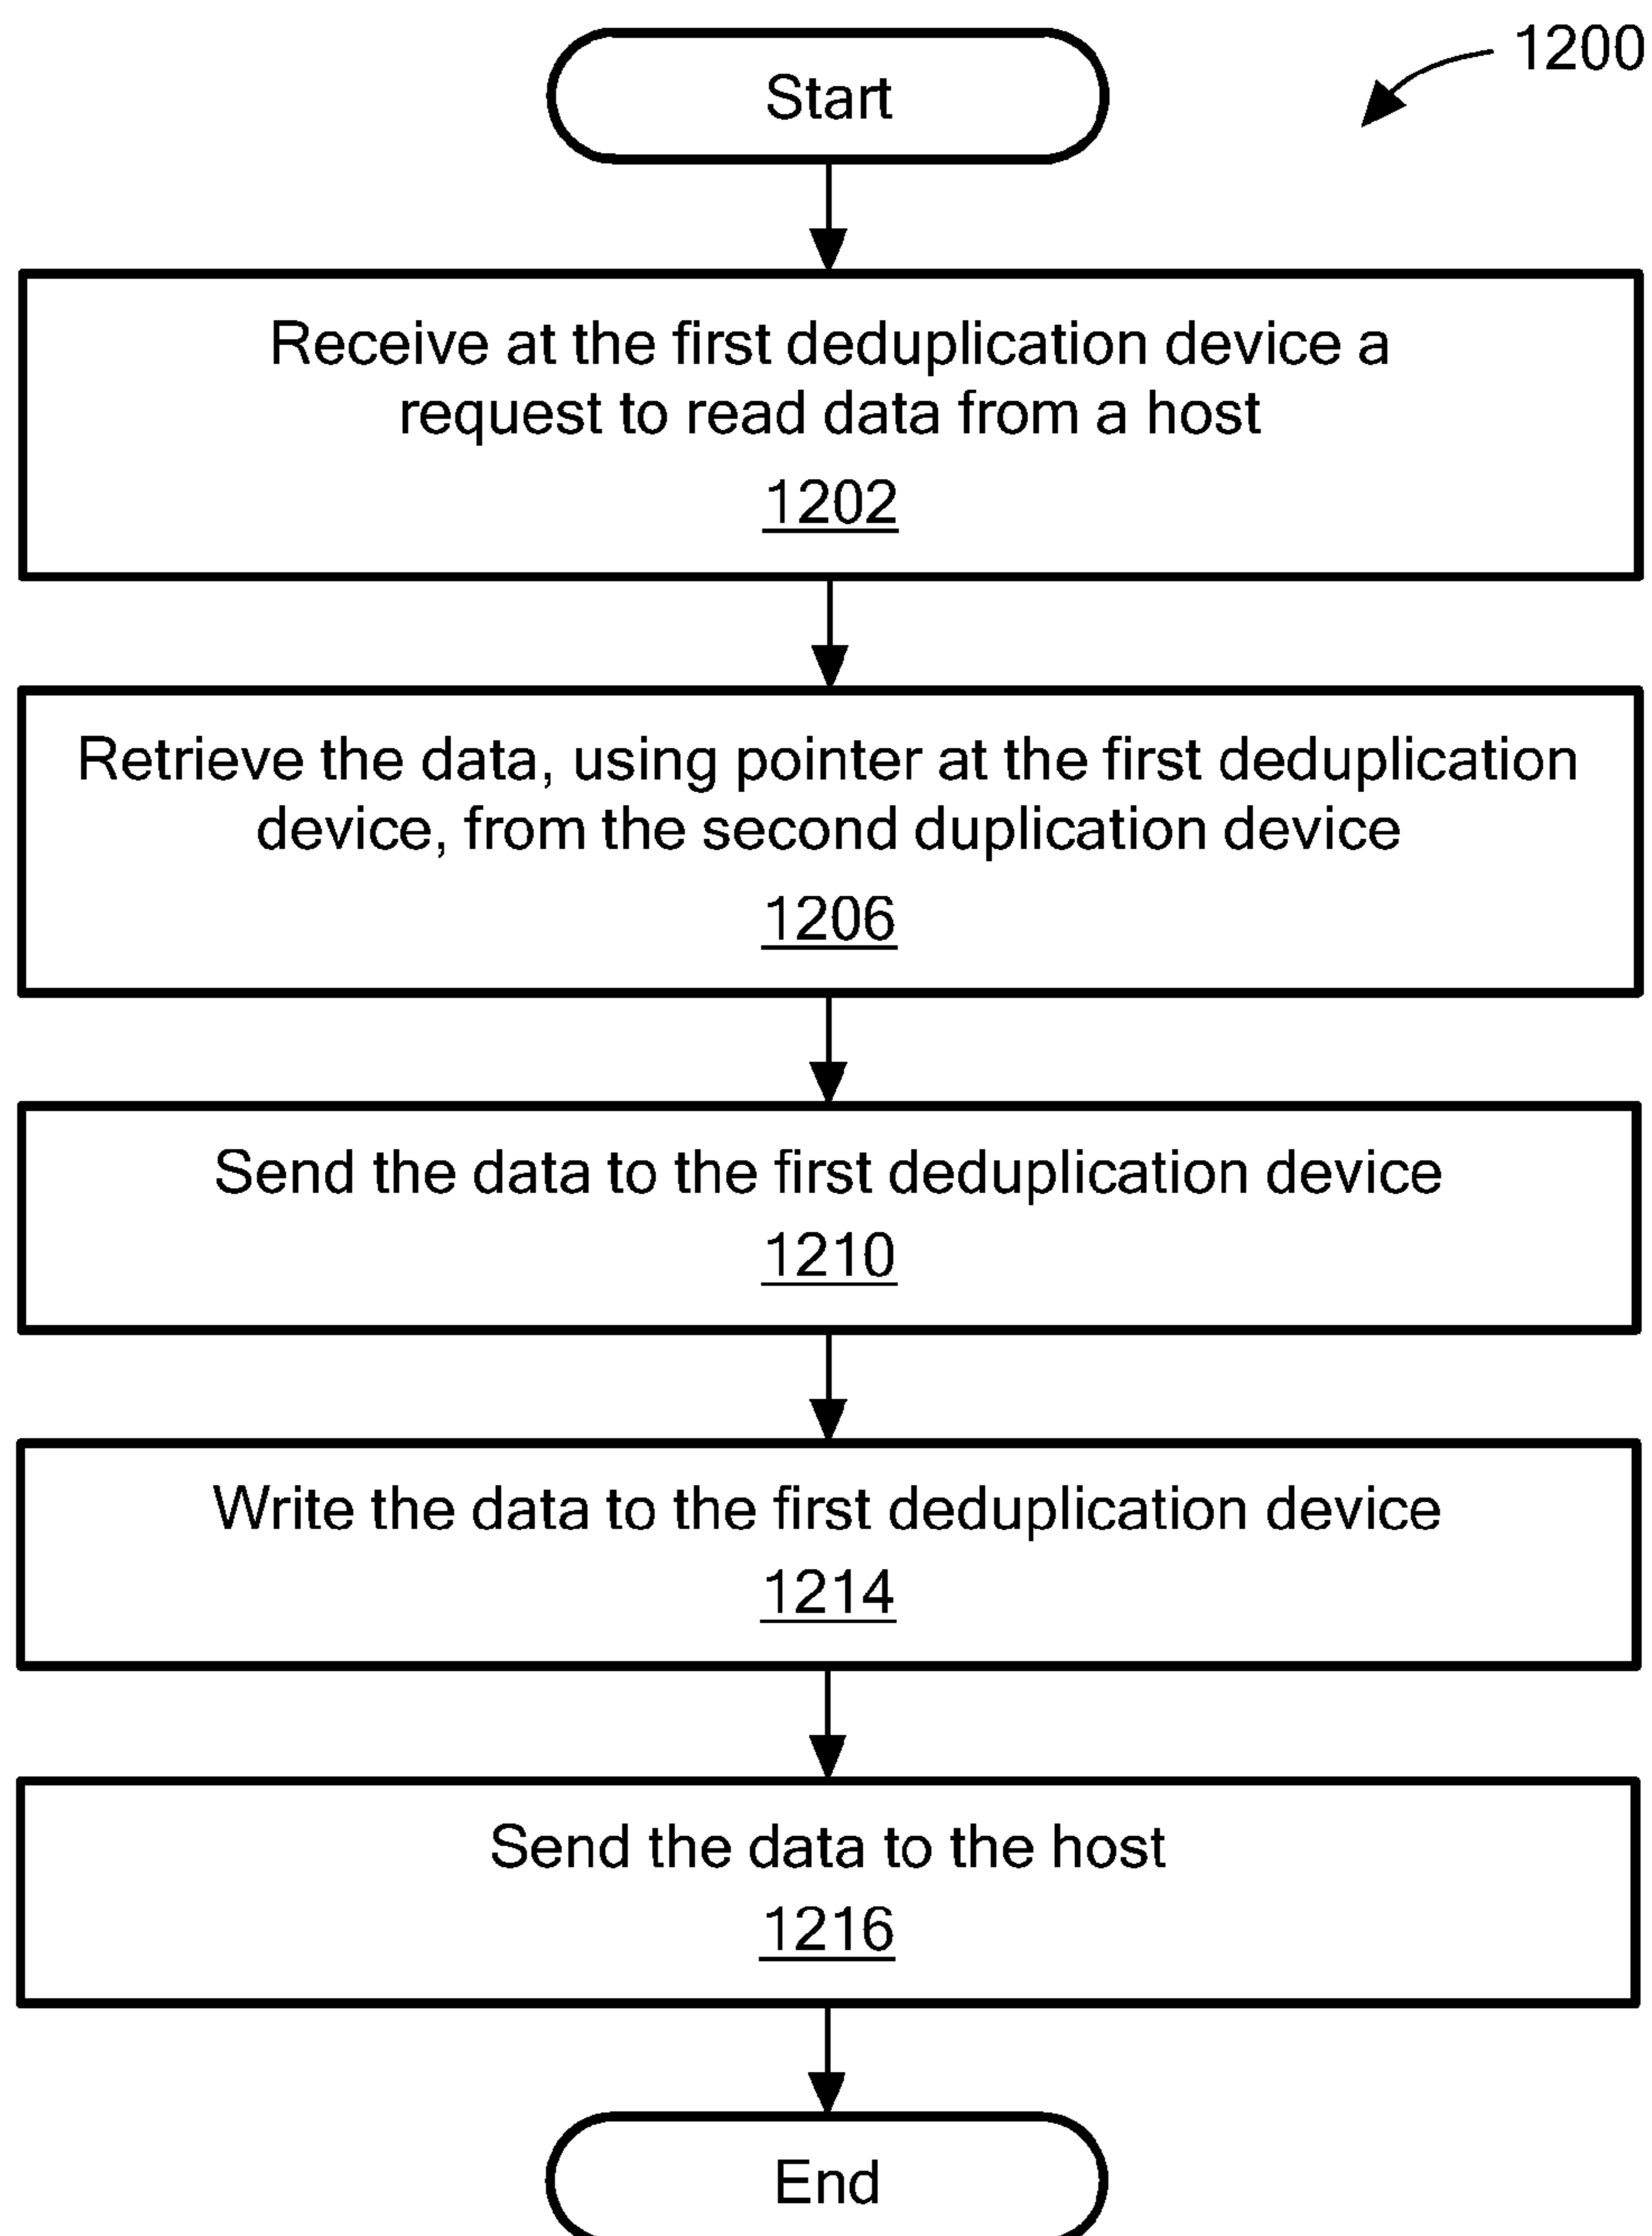 1200
Start
Receive at the first deduplication device a
request to read data from a host
1202
Retrieve the data, using pointer at the first deduplication
device, from the second duplication device
1206
Send the data to the first deduplication device
1210
Write the data to the first deduplication device
1214
Send the data to the host
1216
End